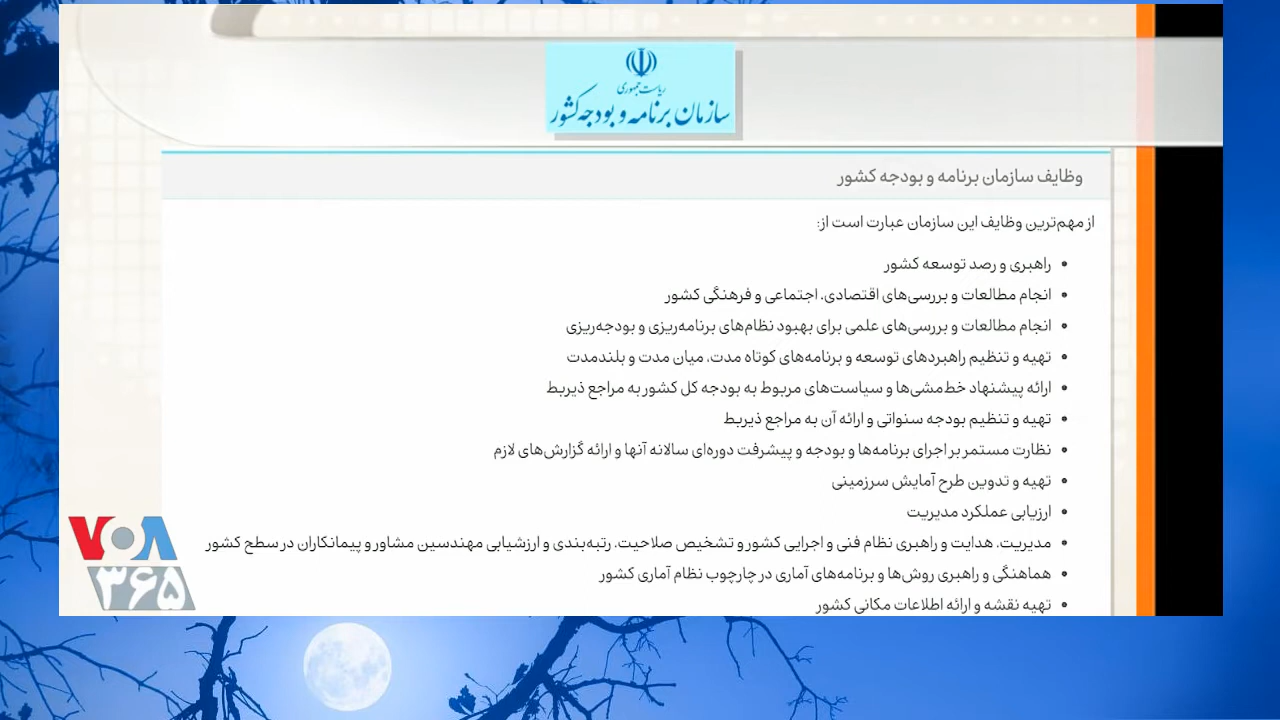 ریاست جمهوری
سازمان برنامه و بودجه کشور
وظایف سازمان برنامه و بودجه کشور
از مهم‌ترین وظایف این سازمان عبارت است از:
• راهبری و رصد توسعه کشور
• انجام مطالعات و بررسی‌های اقتصادی، اجتماعی و فرهنگی کشور
• انجام مطالعات و بررسی‌های علمی برای بهبود نظام‌های برنامه‌ریزی و بودجه‌ریزی
• تهیه و تنظیم راهبردهای توسعه و برنامه‌های کوتاه مدت، میان مدت و بلندمدت
• ارائه پیشنهاد خط‌مشی‌ها و سیاست‌های مربوط به بودجه کل کشور به مراجع ذیربط
• تهیه و تنظیم بودجه سنواتی و ارائه آن به مراجع ذیربط
• نظارت مستمر بر اجرای برنامه‌ها و بودجه و پیشرفت دوره‌ای سالانه آنها و ارائه گزارش‌های لازم
• تهیه و تدوین طرح آمایش سرزمینی
• ارزیابی عملکرد مدیریت
• مدیریت، هدایت و راهبری نظام فنی و اجرایی کشور و تشخیص صلاحیت، رتبه‌بندی و ارزشیابی مهندسین مشاور و پیمانکاران در سطح کشور
• هماهنگی و راهبری روش‌ها و برنامه‌های آماری در چارچوب نظام آماری کشور
• تهیه نقشه و ارائه اطلاعات مکانی کشور
VOA
۳۶۵